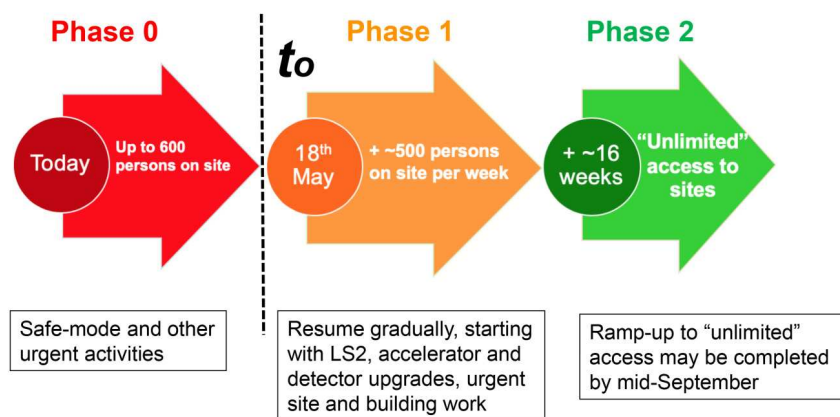 Phase 0
Phase 1
Phase 2
to
Today
Up to 600
persons on site
18th
May
+ ~500 persons
on site per week
+ ~16
weeks
“Unlimited”
access to
sites
Safe-mode and other
urgent activities
Resume gradually, starting
with LS2, accelerator and
detector upgrades, urgent
site and building work
Ramp-up to “unlimited”
access may be completed
by mid-September